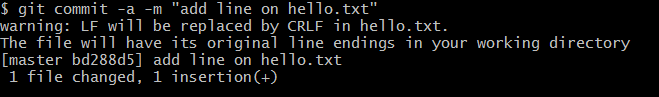 $ git commit -a -m "add line on hello.txt"
warning: LF will be replaced by CRLF in hello.txt.
The file will have its original line endings in your working directory
[master bd288d5] add line on hello.txt
 1 file changed, 1 insertion(+)